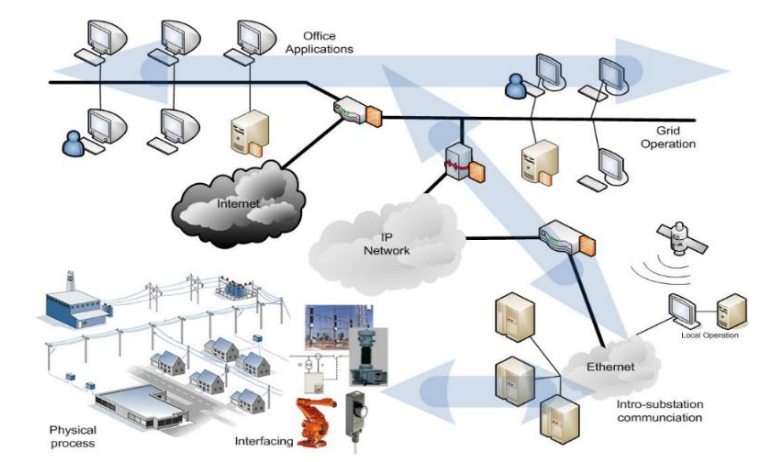 Office
Applications
Grid
Operation
Internet
IP
Network
Local Operation
Ethernet
Intro-substation
communciation
Physical
process
Interfacing